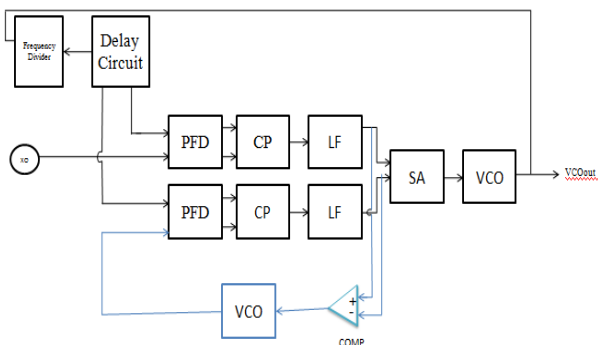 Frequency
Divider
Delay
Circuit
XO
PFD
CP
LF
SA
VCO
VCOout
PFD
CP
LF
VCO
+
-
COMP